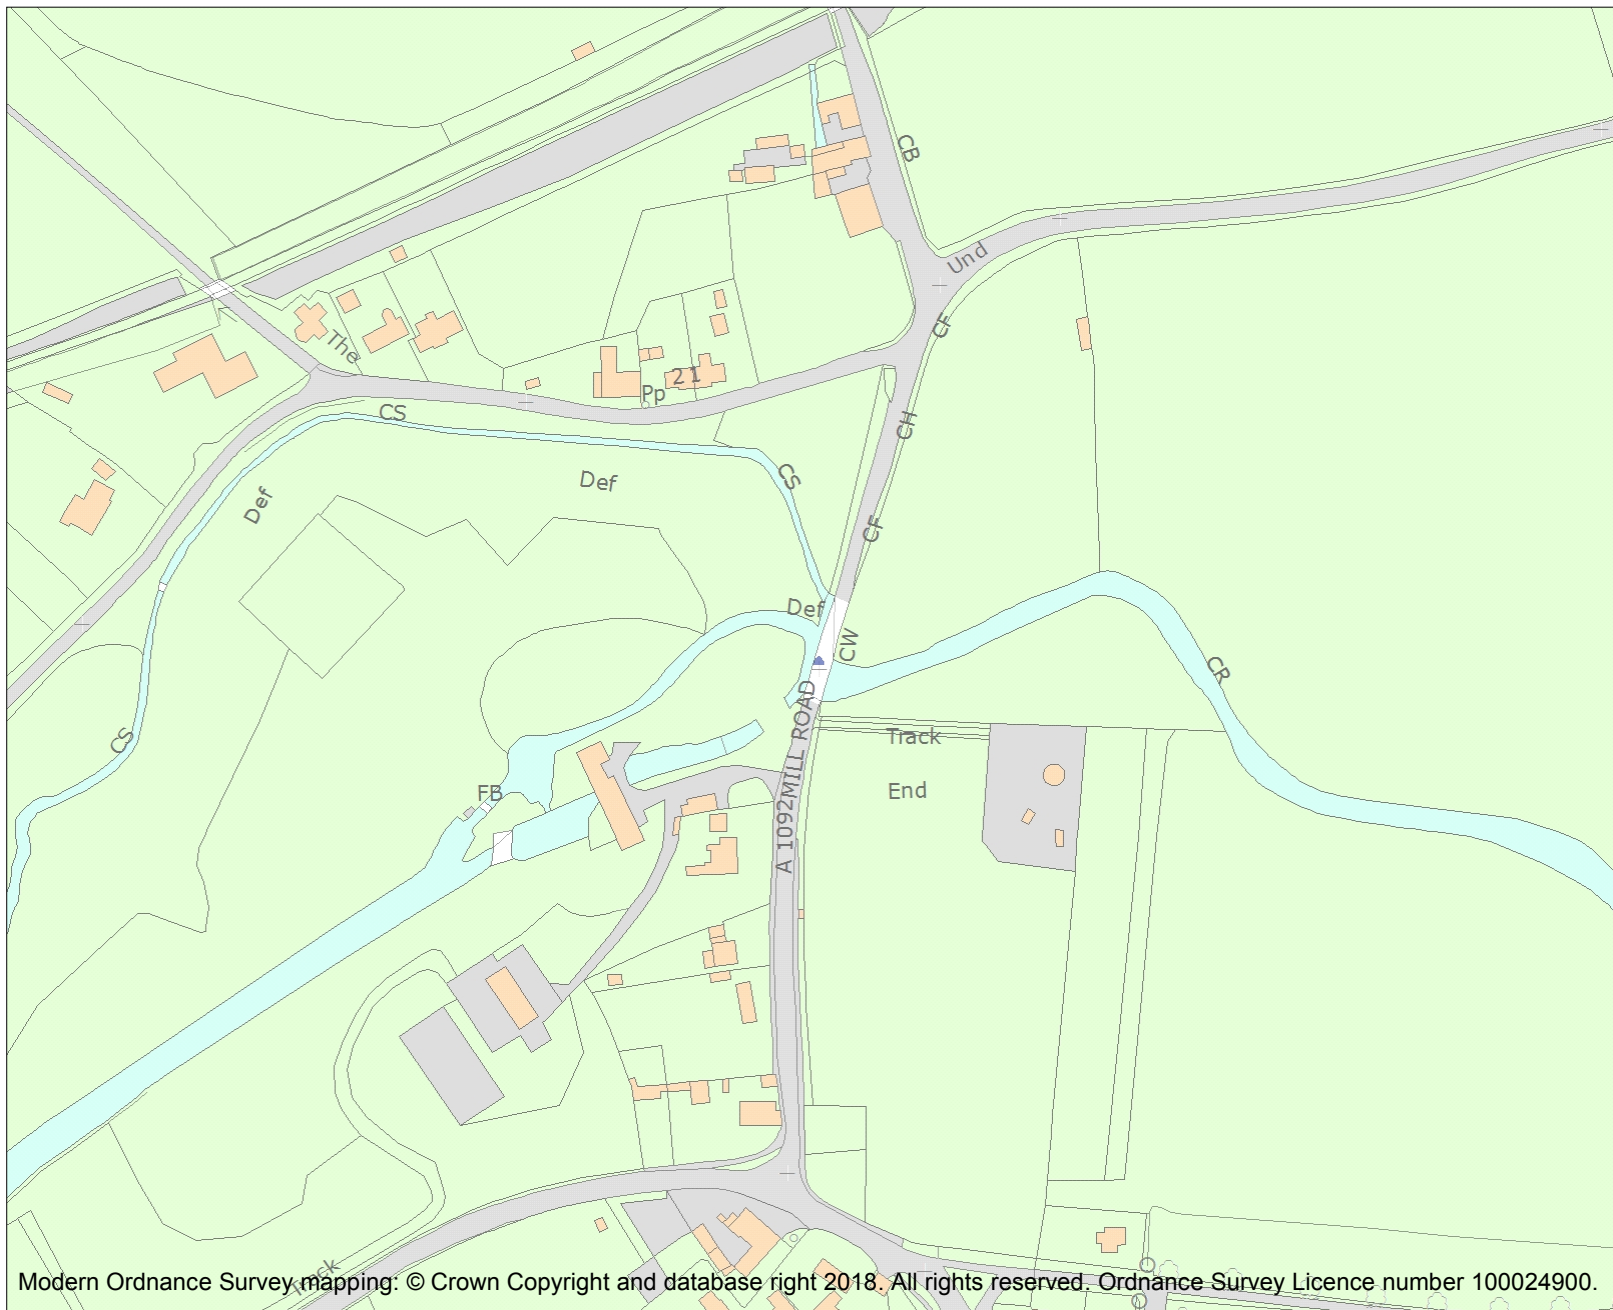 CB
Und
CF
The
21
Pp
CS
CH
CS
Def
Def
CF
Def
CW
CR
A 1092MILL ROAD
CS
Track
FB
End
Track
Modern Ordnance Survey mapping: © Crown Copyright and database right 2018. All rights reserved. Ordnance Survey Licence number 100024900.